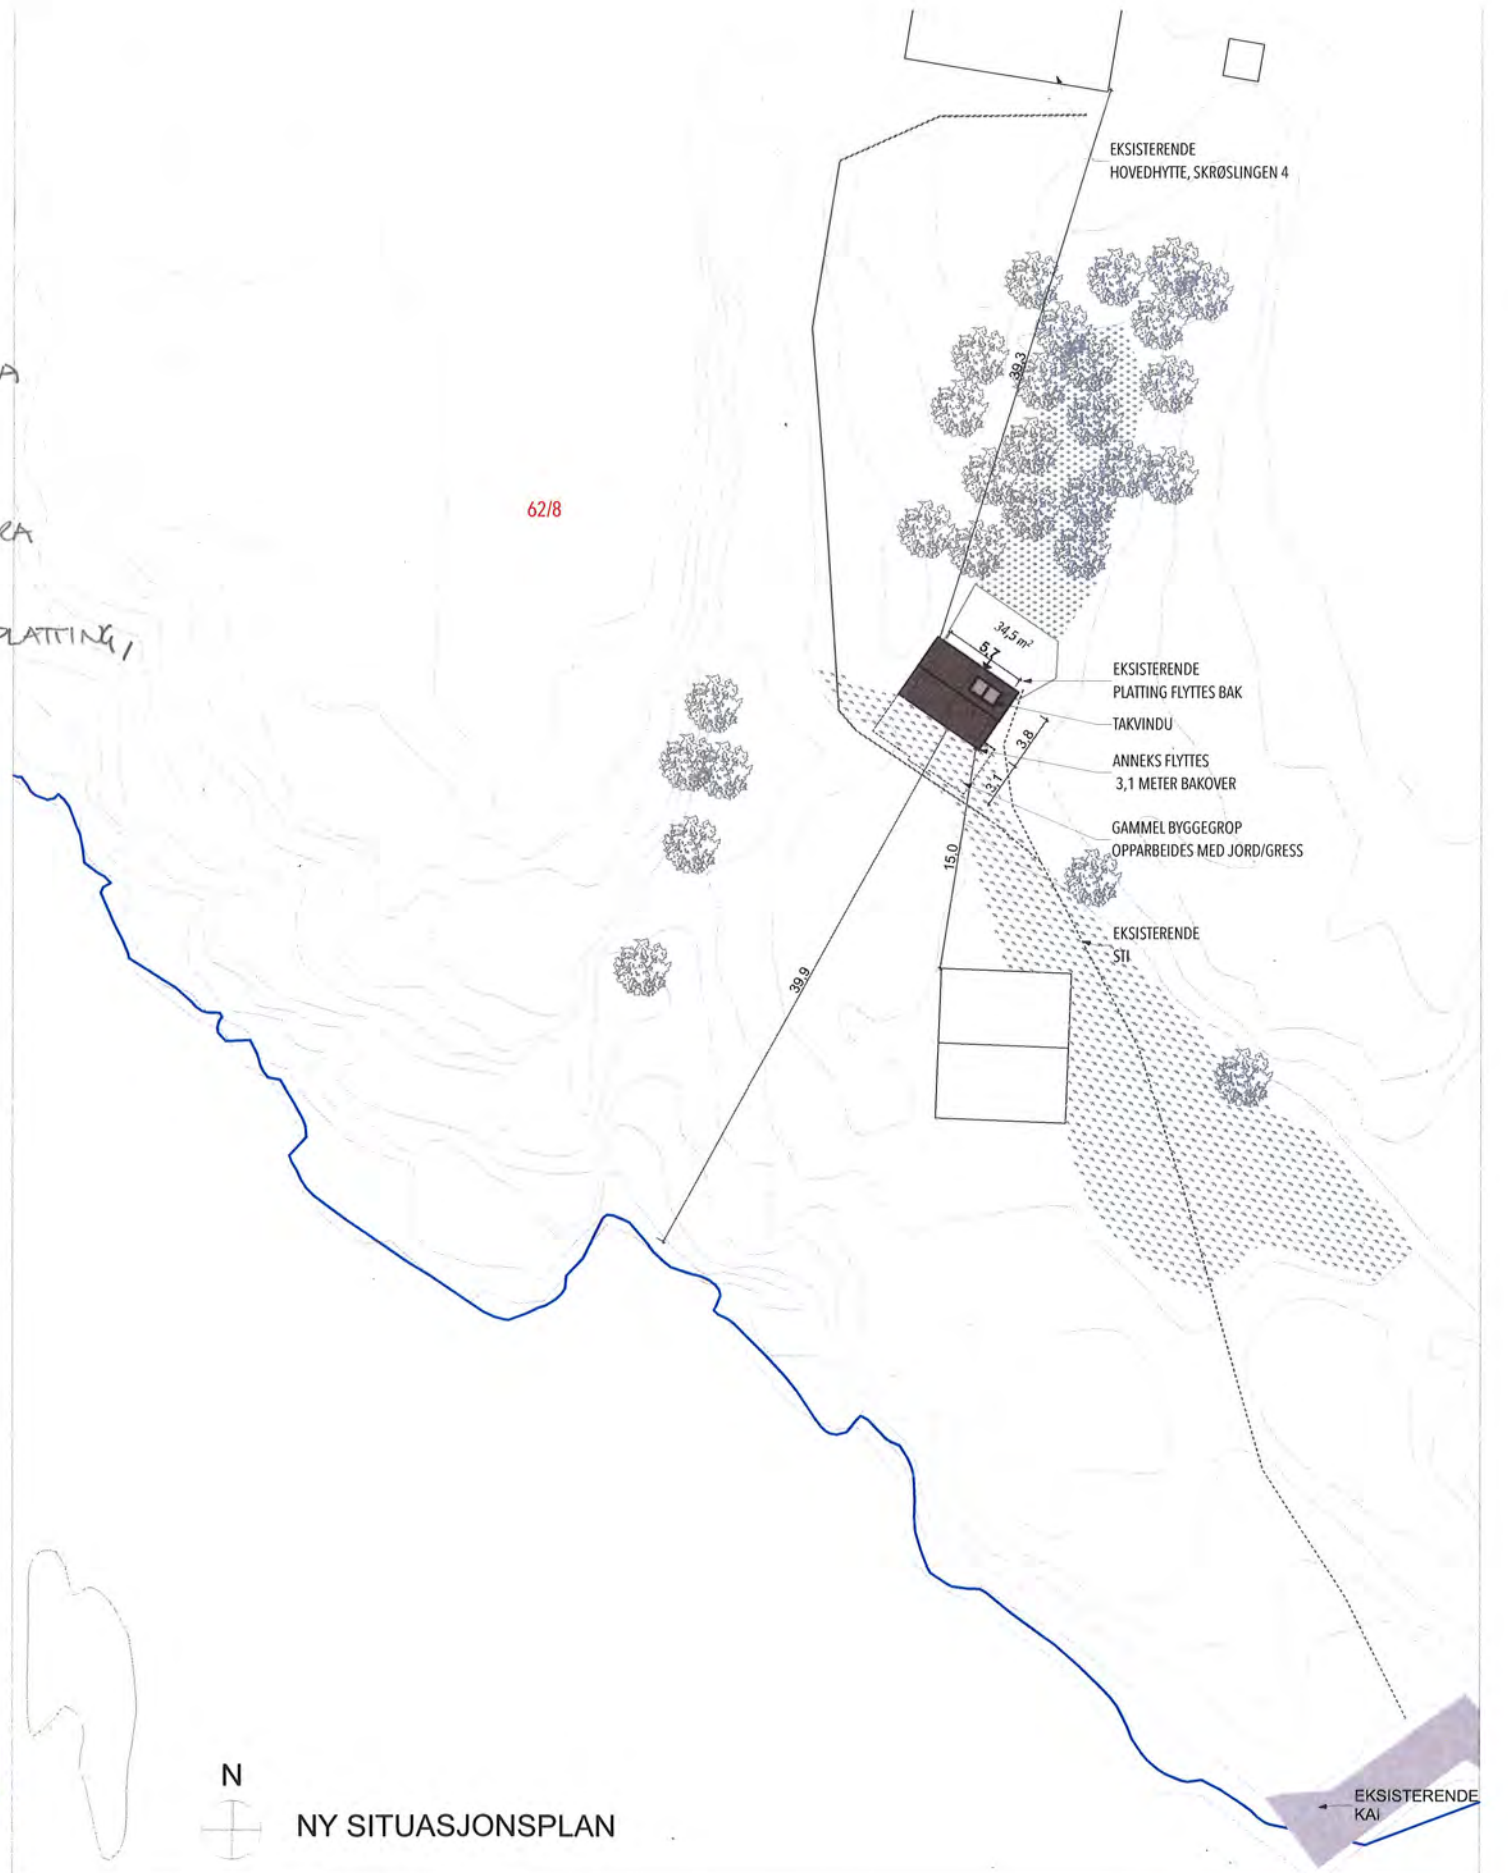 EKSISTERENDE
HOVEDHYTTE, SKRØSLINGEN 4
39,3
62/8
PLATTING,
34,5 m²
5,7
EKSISTERENDE
PLATTING FLYTTES BAK
TAKVINDU
3,8
3,1
ANNEKS FLYTTES
3,1 METER BAKOVER
GAMMEL BYGGEGROP
OPPARBEIDES MED JORD/GRESS
15,0
EKSISTERENDE
STI
39,9
N
NY SITUASJONSPLAN
EKSISTERENDE
KAI